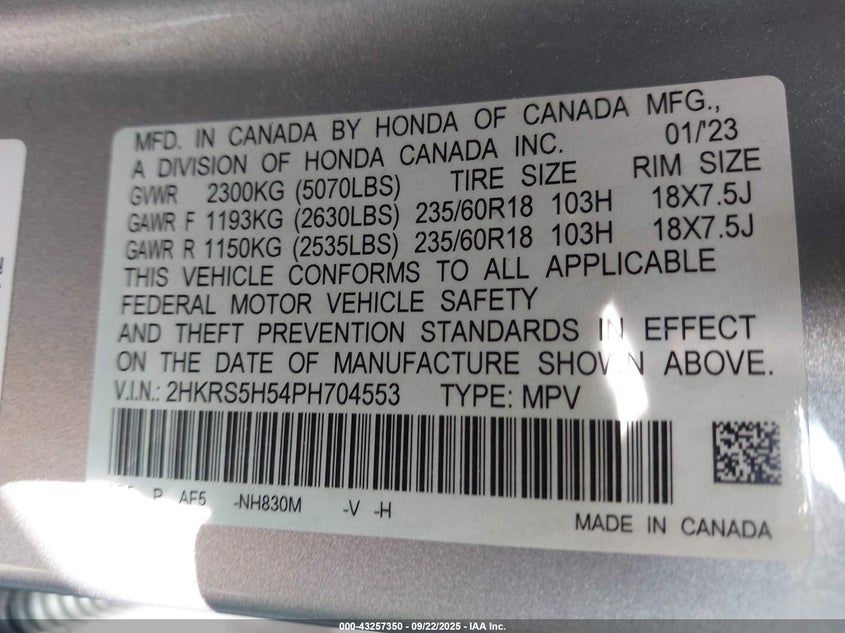 MFD. IN CANADA BY HONDA OF CANADA MFG.,
A DIVISION OF HONDA CANADA INC. 01/'23
GVWR 2300KG (5070LBS) TIRE SIZE RIM SIZE
GAWR F 1193KG (2630LBS) 235/60R18 103H 18X7.5J
GAWR R 1150KG (2535LBS) 235/60R18 103H 18X7.5J
THIS VEHICLE CONFORMS TO ALL APPLICABLE
FEDERAL MOTOR VEHICLE SAFETY
AND THEFT PREVENTION STANDARDS IN EFFECT
ON THE DATE OF MANUFACTURE SHOWN ABOVE.
V.I.N.: 2HKRS5H54PH704553 TYPE: MPV
P AF5 -NH830M -V -H
MADE IN CANADA
000-43257350 - 09/22/2025 - IAA Inc.